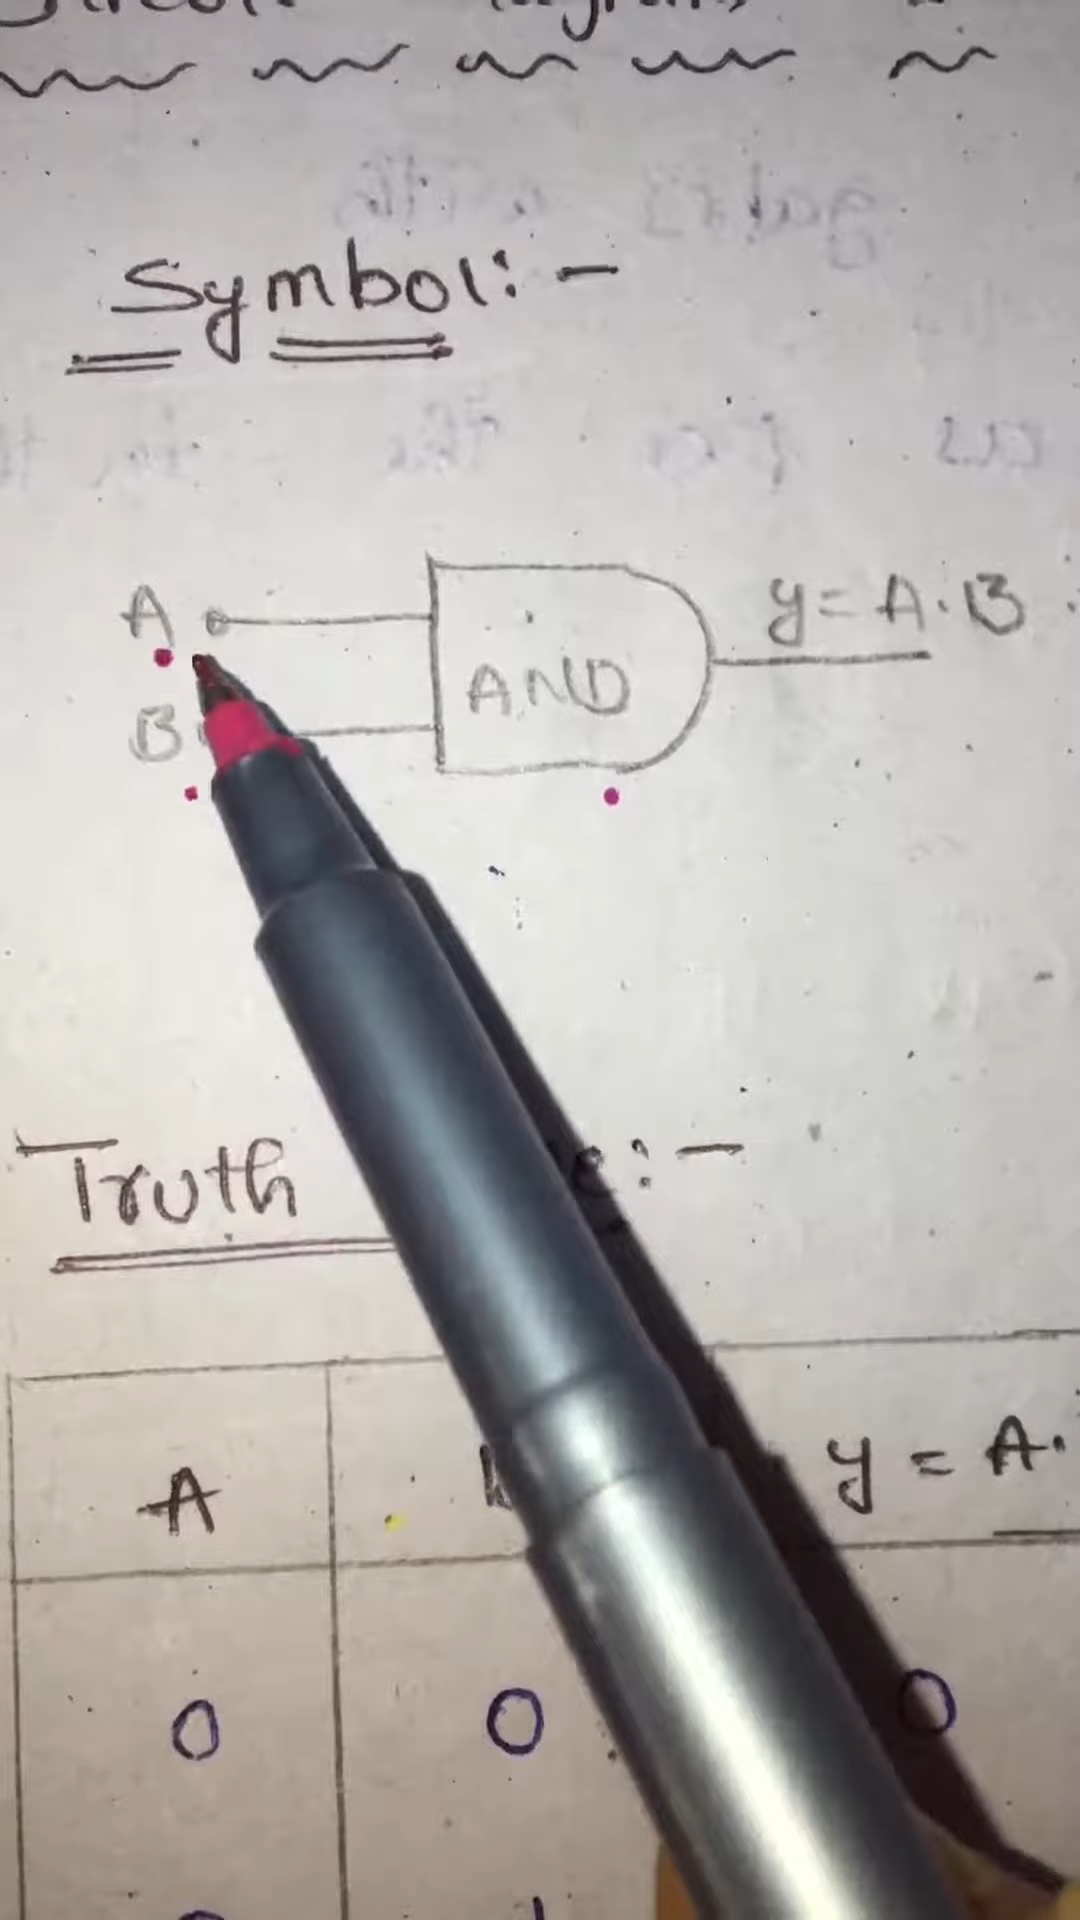 Symbol:-
A
y = A.B
AND
B
Truth :-
A y = A.
0 0 0